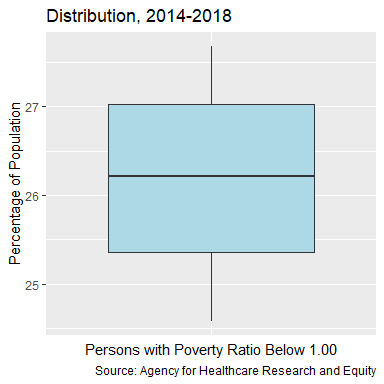 Distribution, 2014-2018
Percentage of Population
27
26
25
Persons with Poverty Ratio Below 1.00
Source: Agency for Healthcare Research and Equity